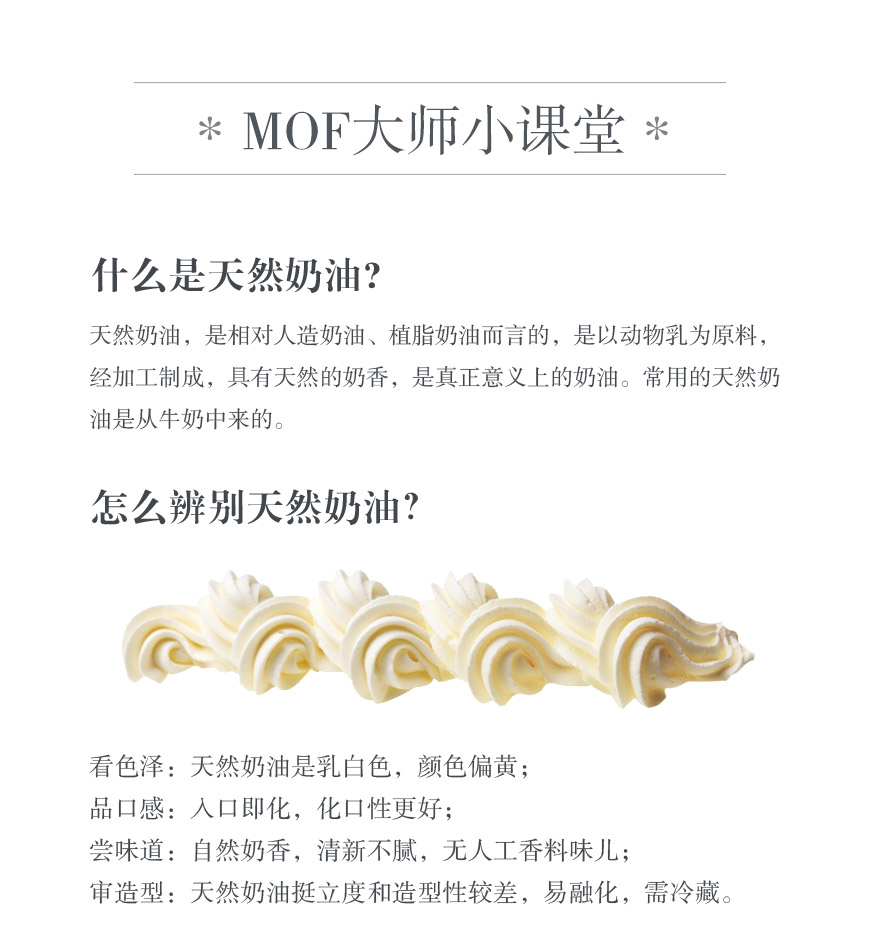 * MOF大师小课堂 *
什么是天然奶油?
天然奶油，是相对人造奶油、植脂奶油而言的，是以动物乳为原料，
经加工制成，具有天然的奶香，是真正意义上的奶油。常用的天然奶
油是从牛奶中来的。
怎么辨别天然奶油?
看色泽：天然奶油是乳白色，颜色偏黄；
品口感：入口即化，化口性更好；
尝味道：自然奶香，清新不腻，无人工香料味儿；
审造型：天然奶油挺立度和造型性较差，易融化，需冷藏。